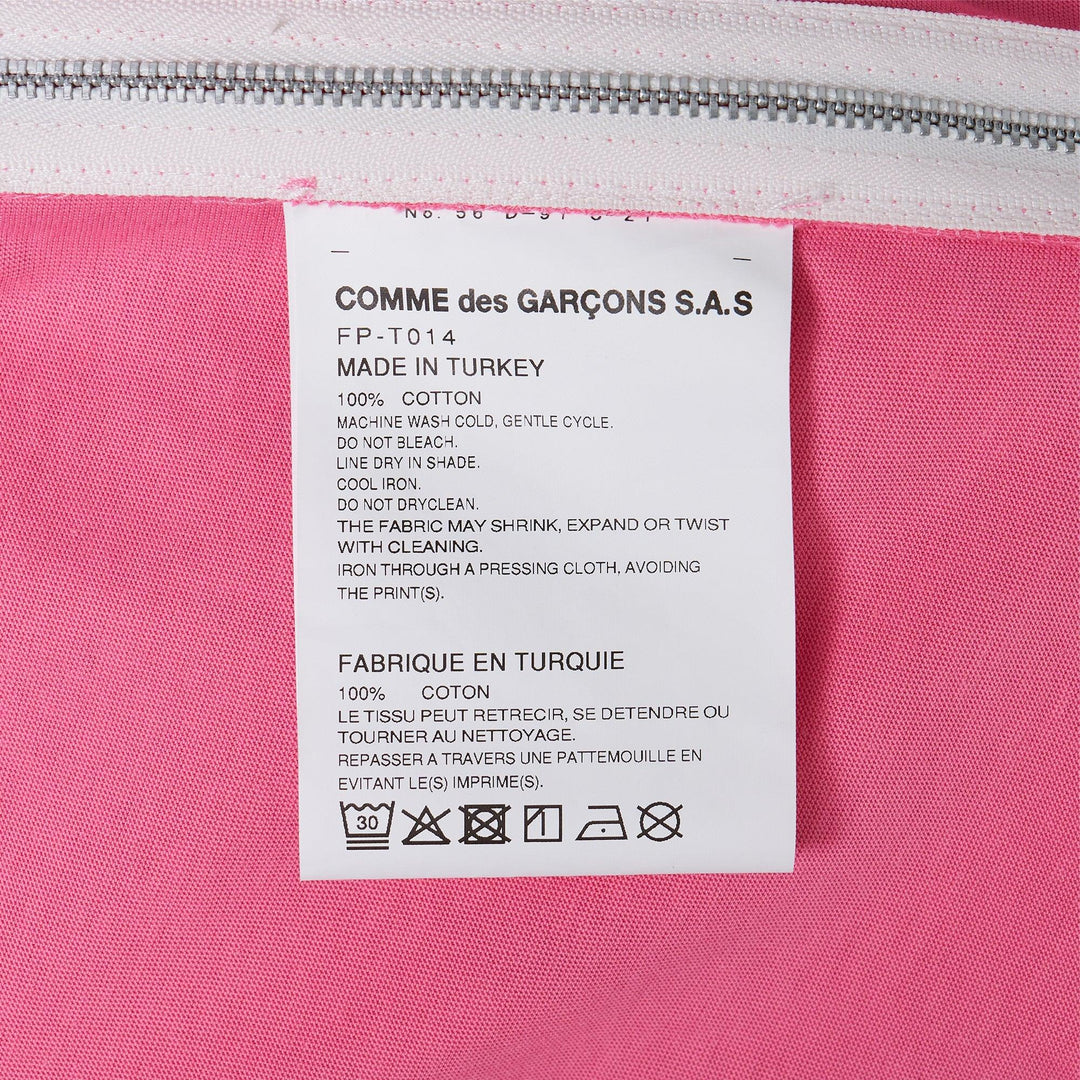 COMME des GARÇONS S.A.S
FP-T014
MADE IN TURKEY
100% COTTON
MACHINE WASH COLD, GENTLE CYCLE.
DO NOT BLEACH.
LINE DRY IN SHADE.
COOL IRON.
DO NOT DRYCLEAN.
THE FABRIC MAY SHRINK, EXPAND OR TWIST
WITH CLEANING.
IRON THROUGH A PRESSING CLOTH, AVOIDING
THE PRINT(S).
FABRIQUE EN TURQUIE
100% COTON
LE TISSU PEUT RETRECIR, SE DETENDRE OU
TOURNER AU NETTOYAGE.
REPASSER A TRAVERS UNE PATTEMOUILLE EN
EVITANT LE(S) IMPRIME(S).
30